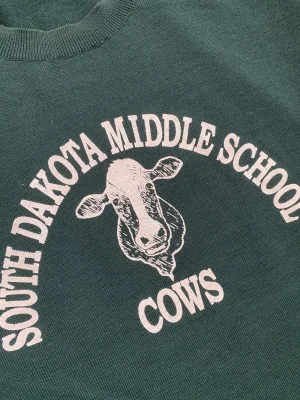 SOUTH DAKOTA MIDDLE SCHOOL
COWS